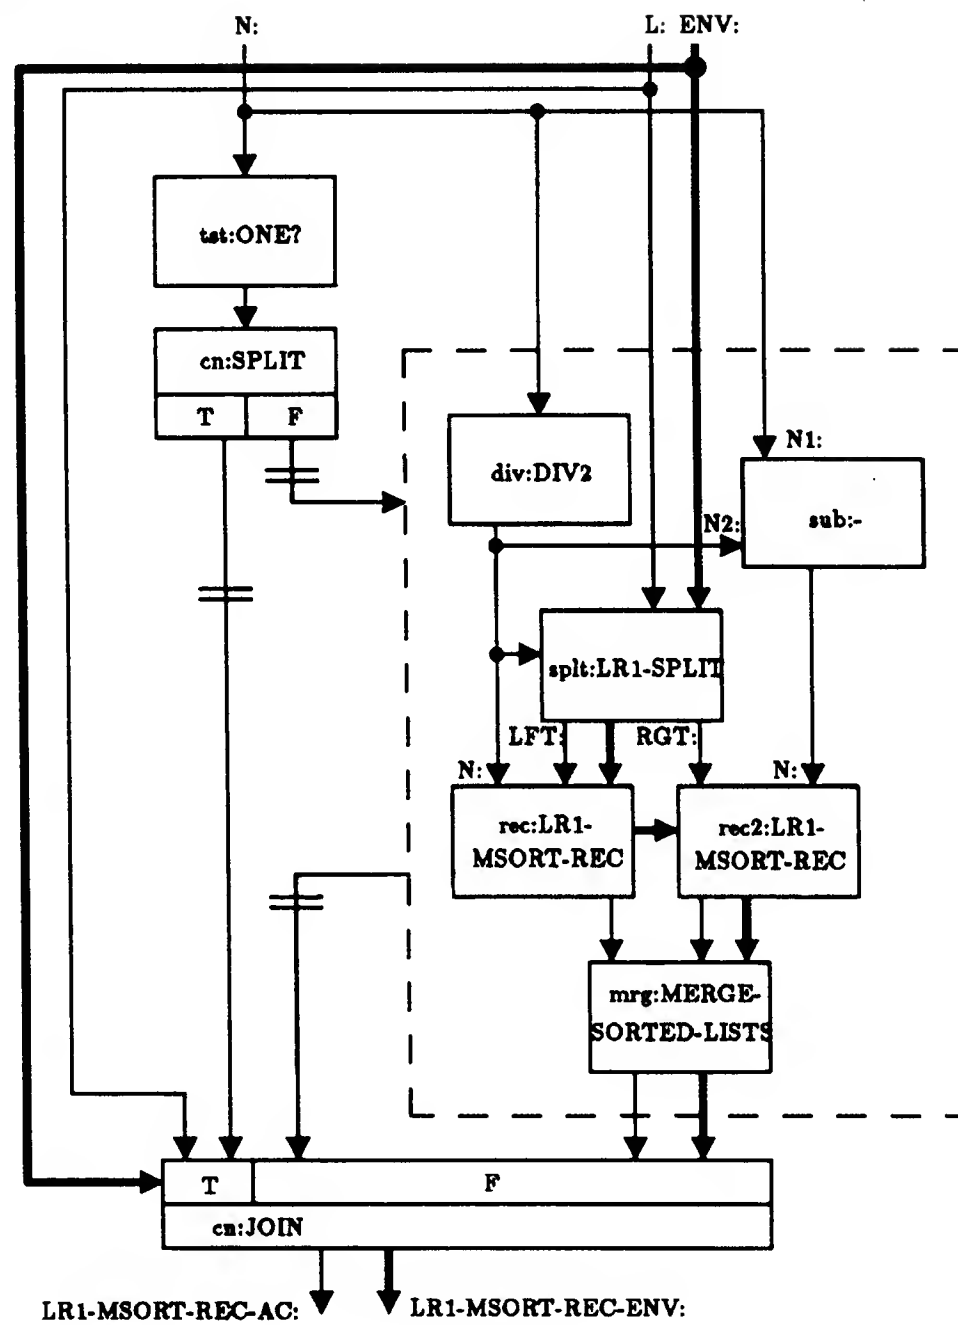 N:
L: ENV:
tst:ONE?
cn:SPLIT
T F
N1:
div:DIV2
N2:
sub:-
splt:LR1-SPLIT
LFT: RGT:
N: N:
rec:LR1-
MSORT-REC
rec2:LR1-
MSORT-REC
mrg:MERGE-
SORTED-LISTS
T F
cn:JOIN
LR1-MSORT-REC-AC: LR1-MSORT-REC-ENV: